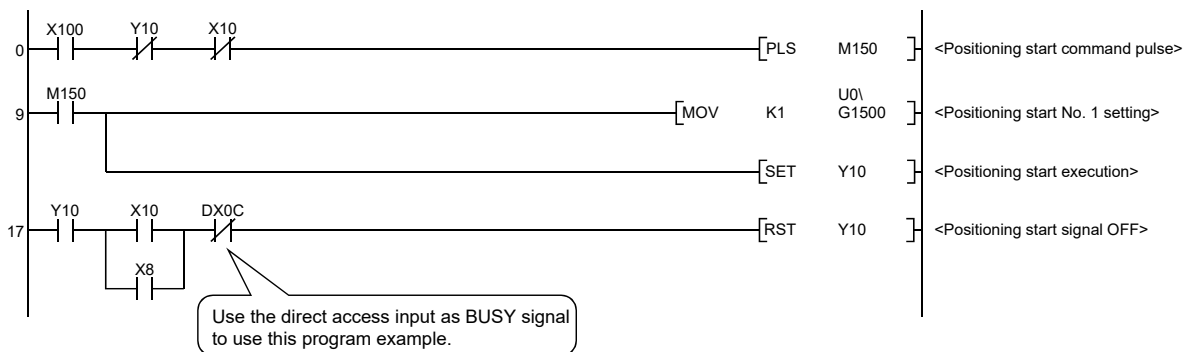 X100 Y10 X10
0 PLS M150 <Positioning start command pulse>
M150 U0\
9 MOV K1 G1500 <Positioning start No. 1 setting>
SET Y10 <Positioning start execution>
Y10 X10 DX0C
17 RST Y10 <Positioning start signal OFF>
X8
Use the direct access input as BUSY signal
to use this program example.